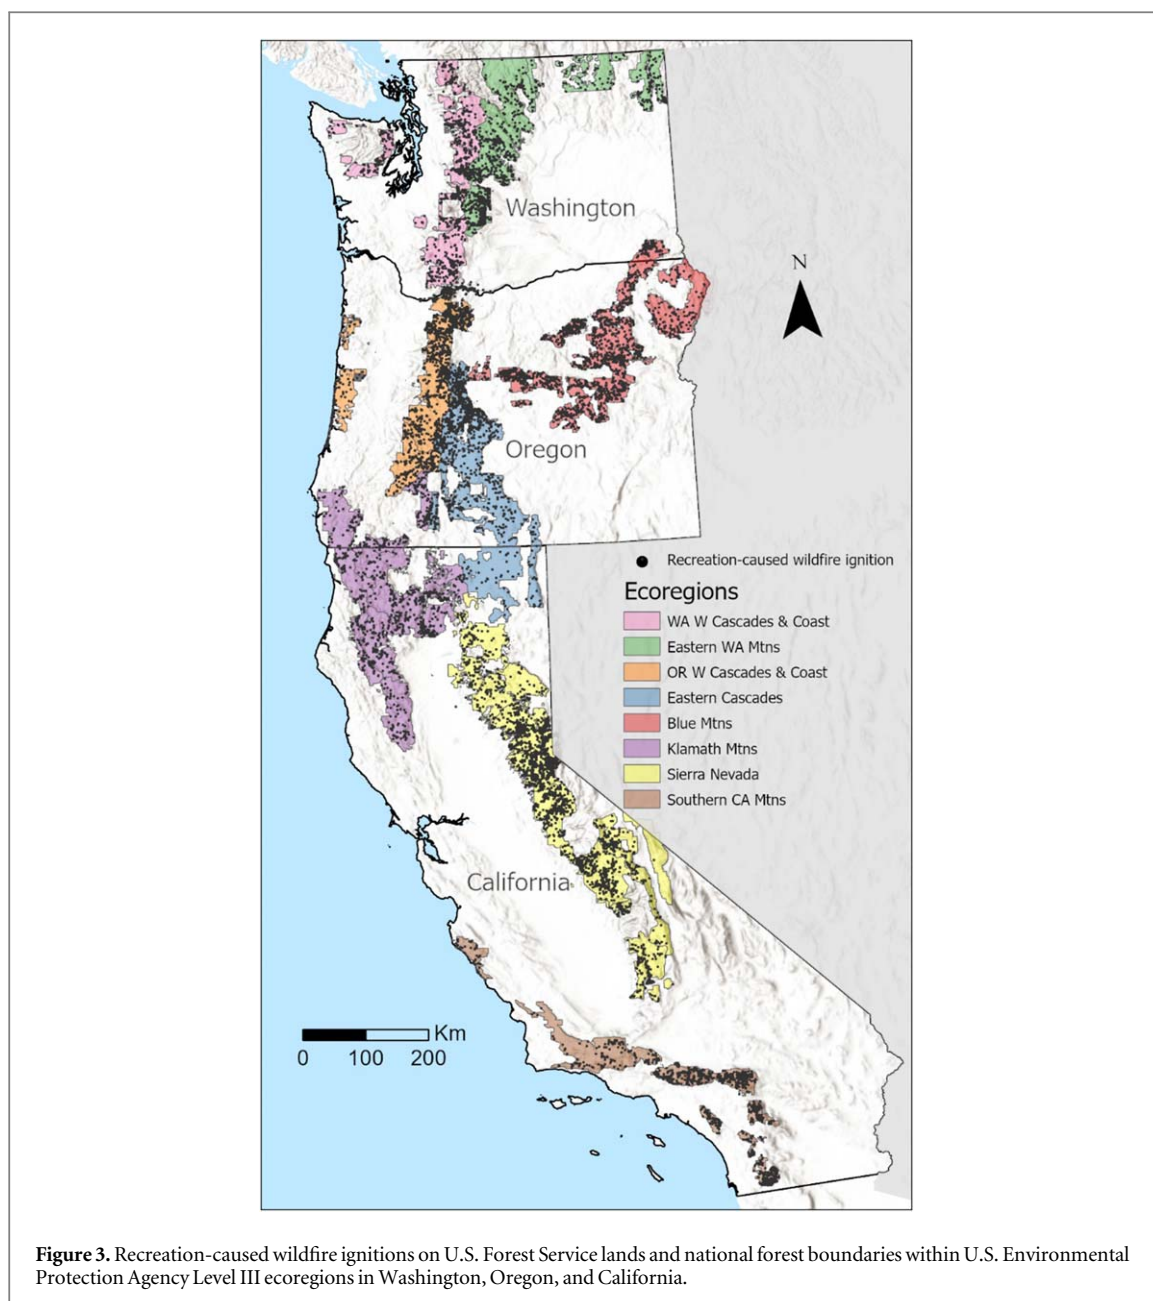 Washington
N
Oregon
Recreation-caused wildfire ignition
Ecoregions
WA W Cascades & Coast
Eastern WA Mtns
OR W Cascades & Coast
Eastern Cascades
Blue Mtns
Klamath Mtns
Sierra Nevada
Southern CA Mtns
California
Km
0 100 200
Figure 3. Recreation-caused wildfire ignitions on U.S. Forest Service lands and national forest boundaries within U.S. Environmental
Protection Agency Level III ecoregions in Washington, Oregon, and California.